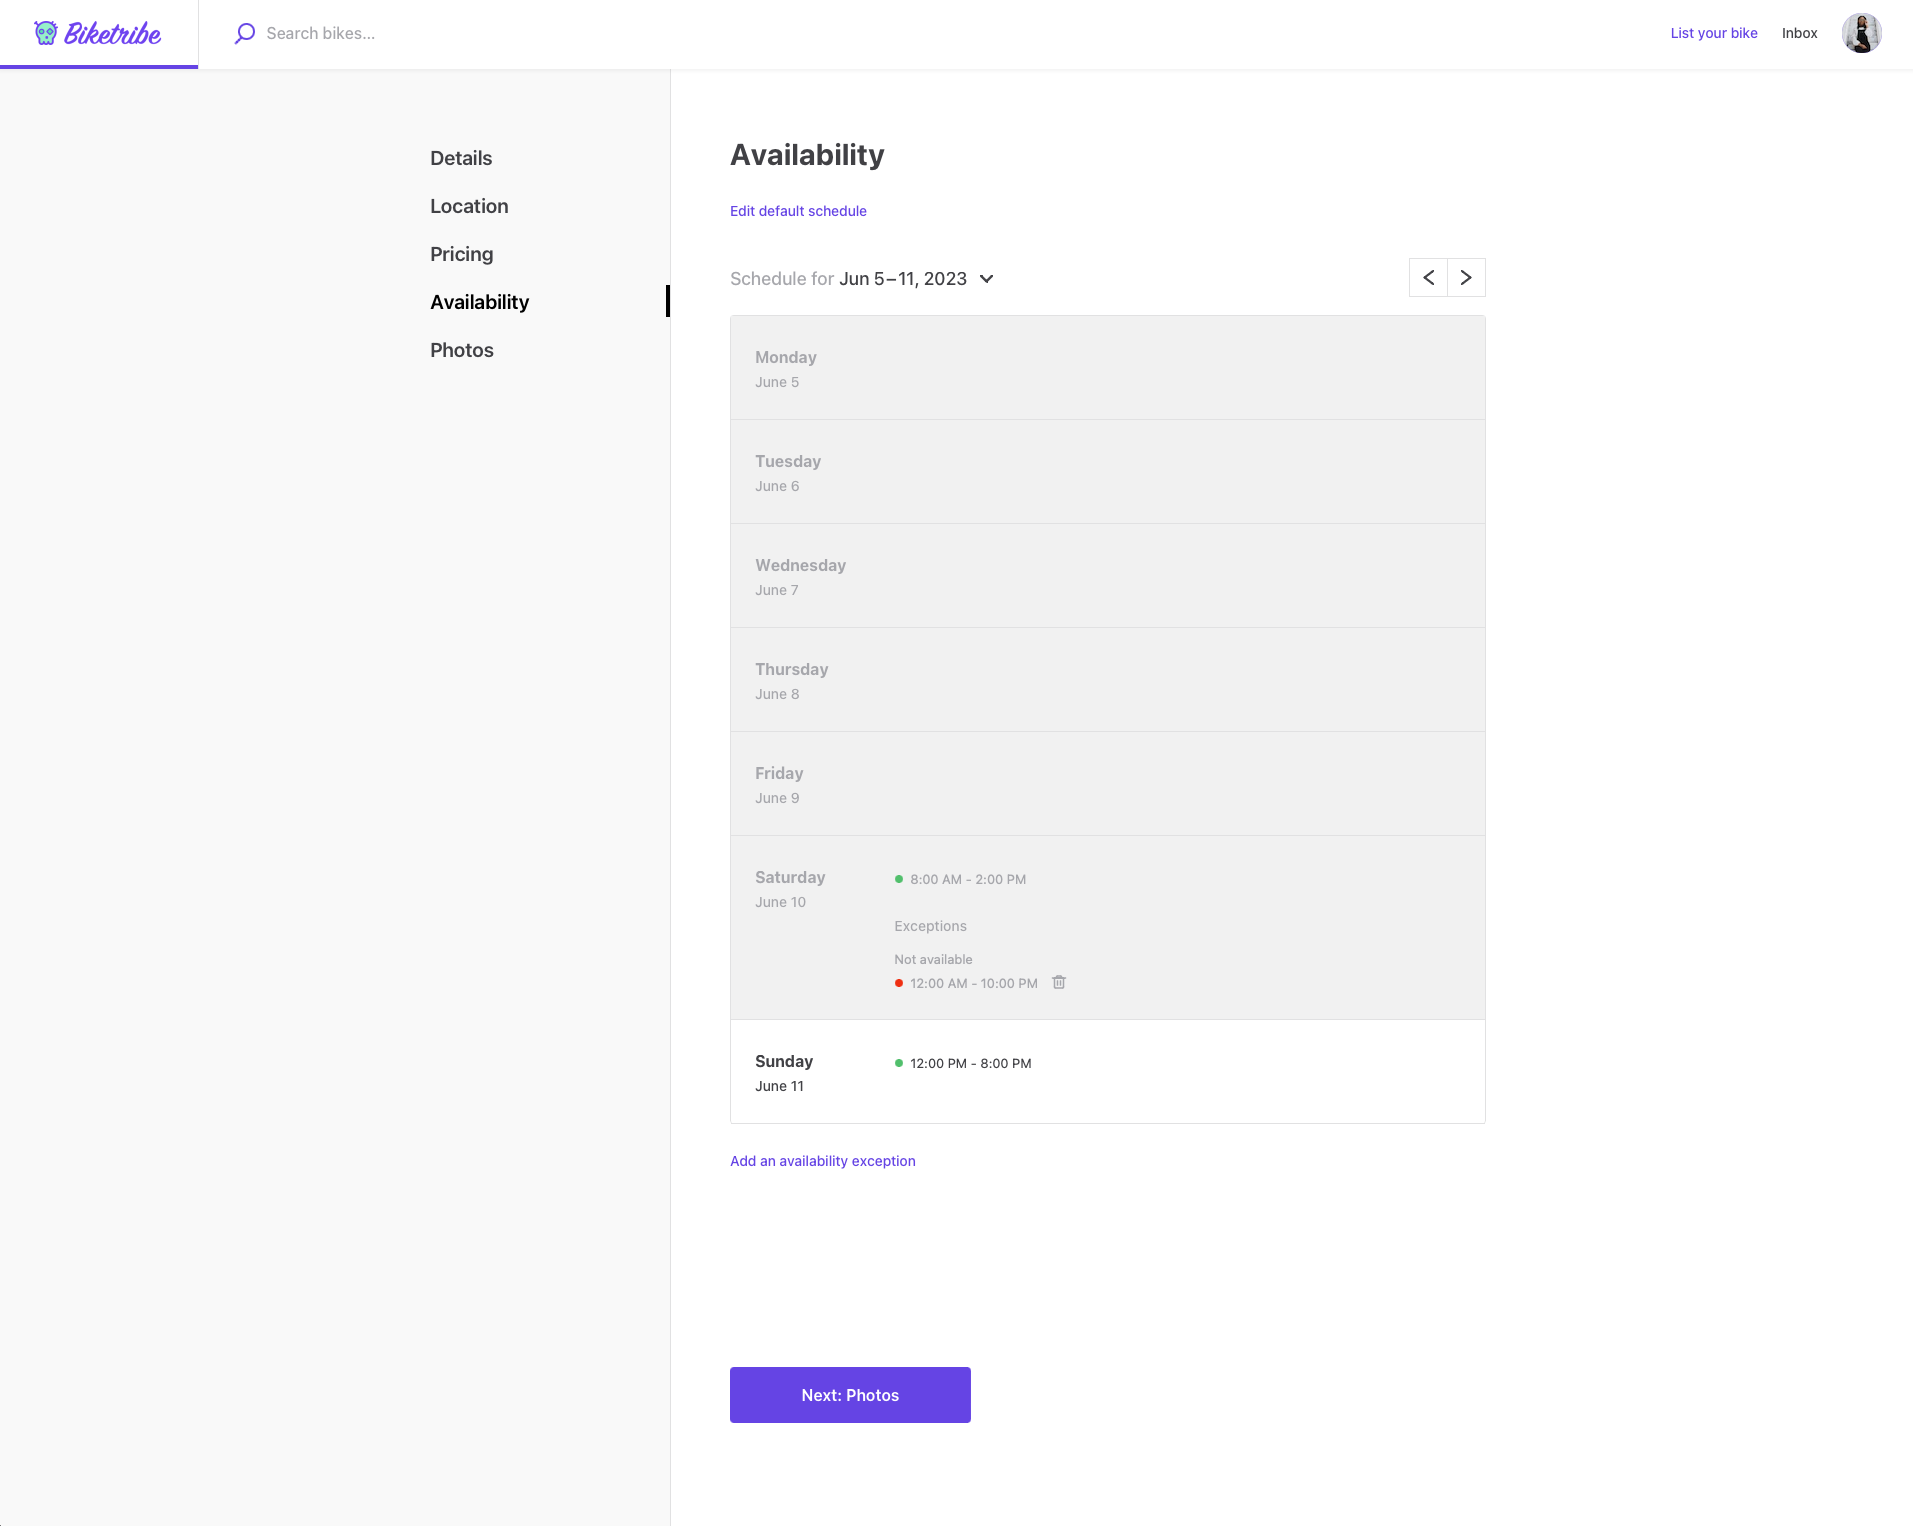 Biketribe
Search bikes...
List your bike
Inbox
Details
Location
Pricing
Availability
Photos
Availability
Edit default schedule
Schedule for Jun 5–11, 2023
Monday
June 5
Tuesday
June 6
Wednesday
June 7
Thursday
June 8
Friday
June 9
Saturday
June 10
8:00 AM - 2:00 PM
Exceptions
Not available
12:00 AM - 10:00 PM
Sunday
June 11
12:00 PM - 8:00 PM
Add an availability exception
Next: Photos